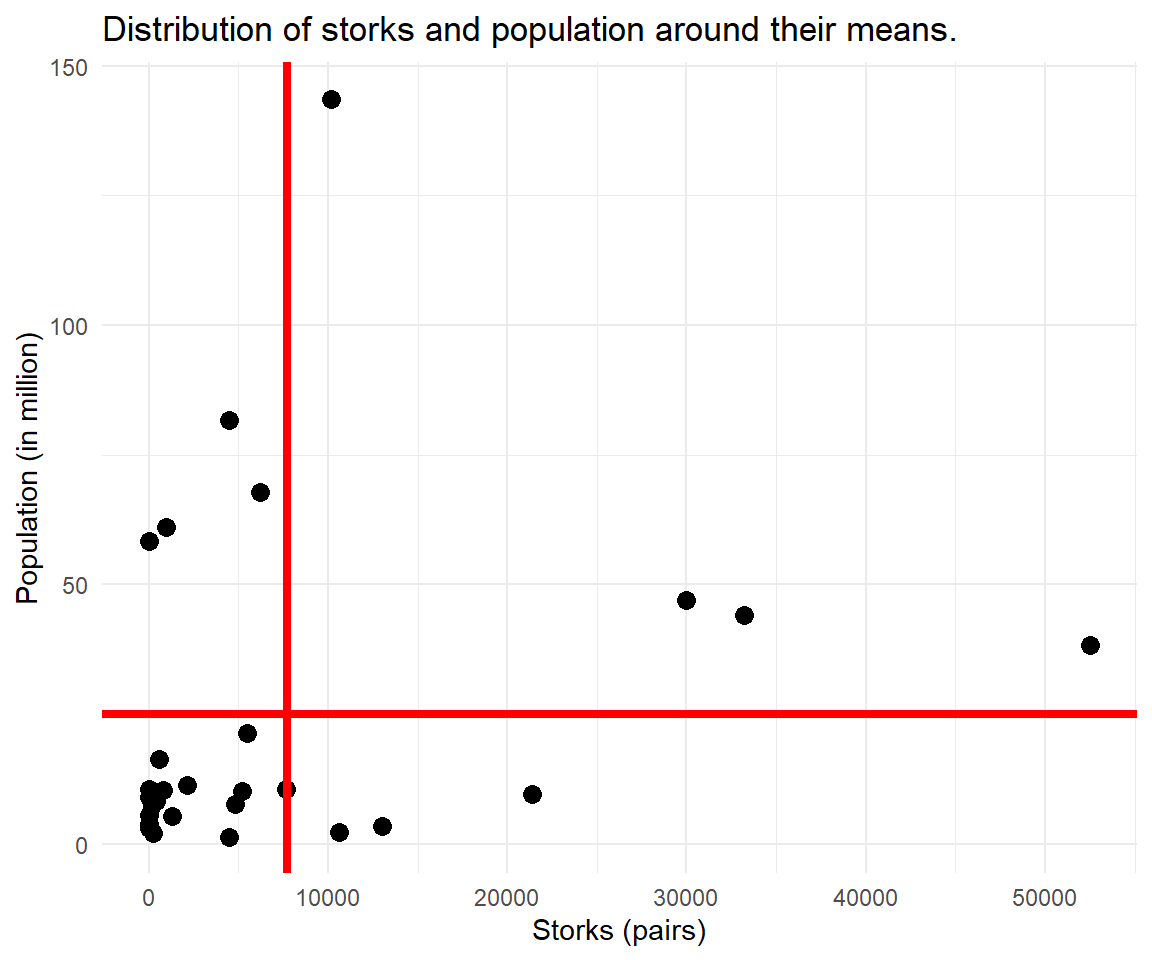 Distribution of storks and population around their means.
150
100
50
0
Population (in million)
0 10000 20000 30000 40000 50000
Storks (pairs)